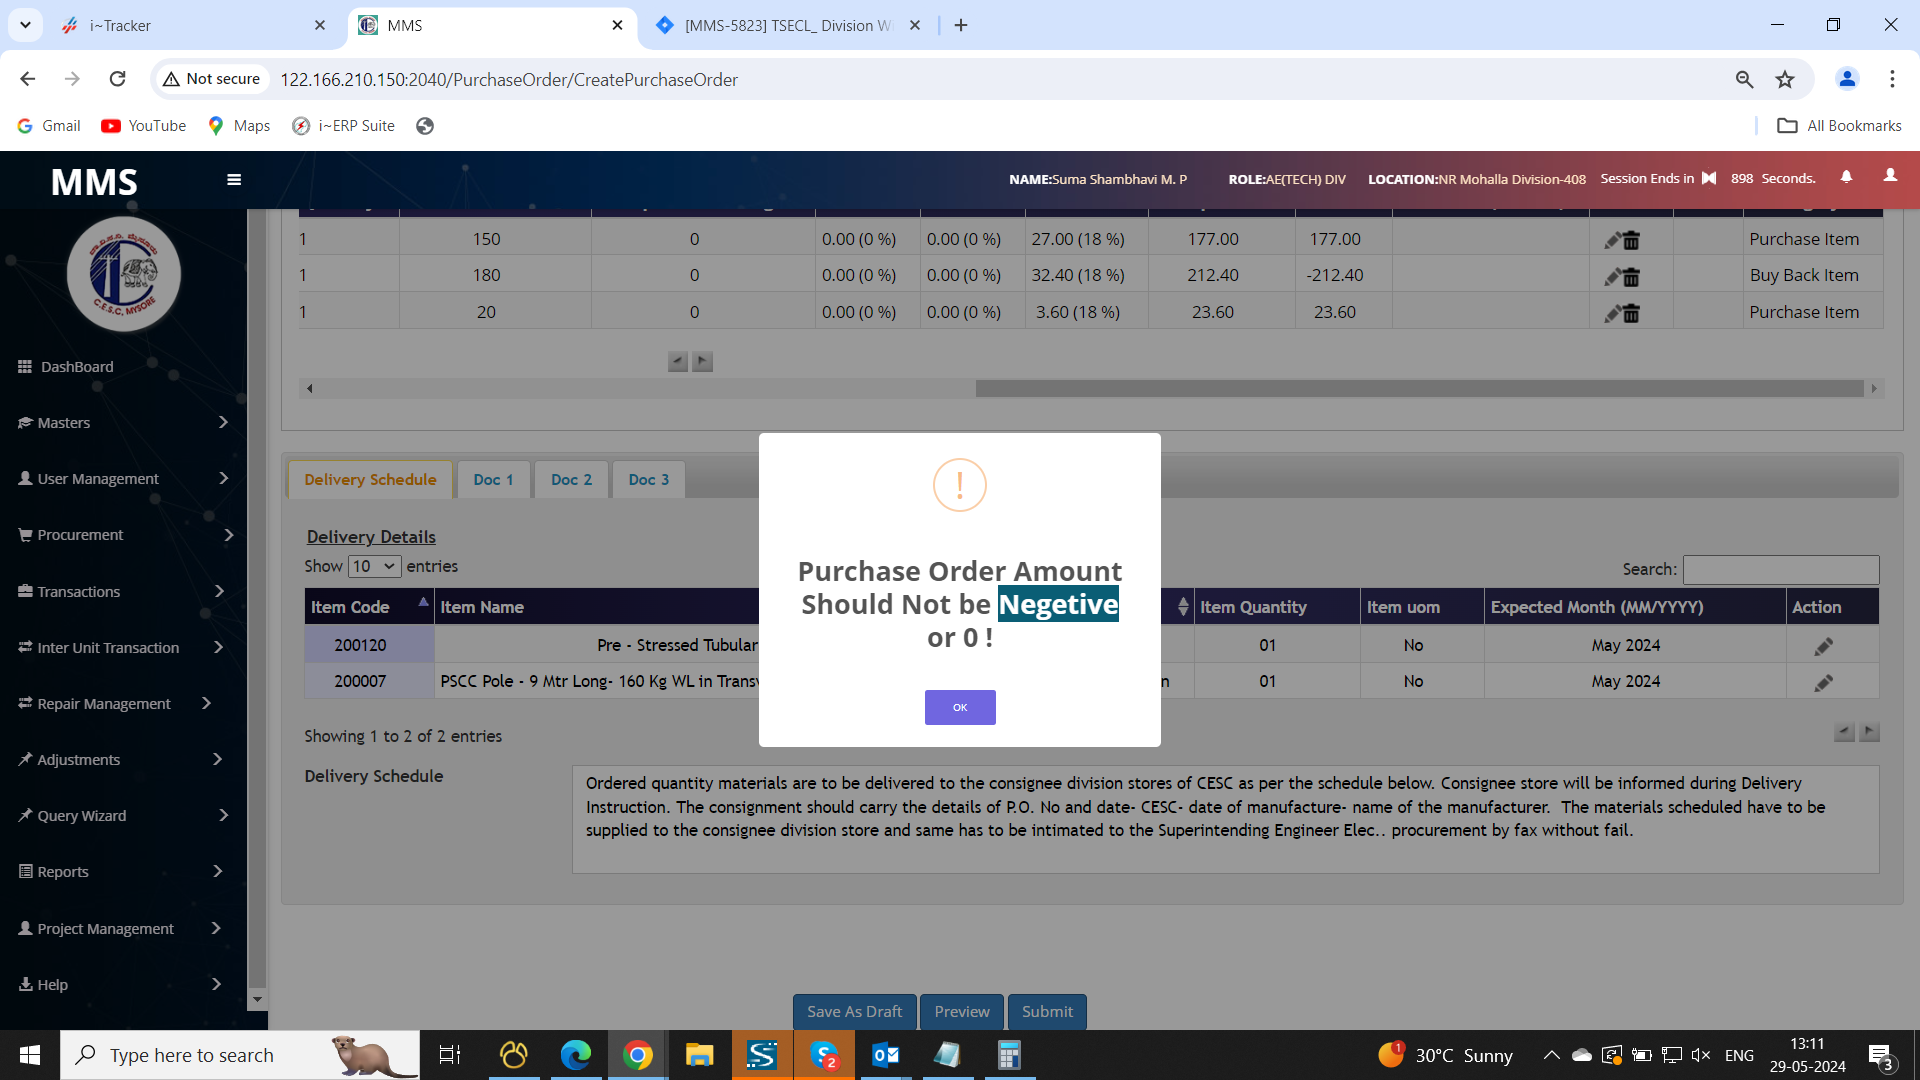 i~Tracker
MMS
[MMS-5823] TSECL_ Division W
Not secure
122.166.210.150:2040/PurchaseOrder/CreatePurchaseOrder
Gmail
YouTube
Maps
i~ERP Suite
All Bookmarks
MMS
NAME:Suma Shambhavi M. P
ROLE:AE(TECH) DIV
LOCATION:NR Mohalla Division-408
Session Ends in
898 Seconds.
1 150 0 0.00 (0 %) 0.00 (0 %) 27.00 (18 %) 177.00 177.00 Purchase Item
1 180 0 0.00 (0 %) 0.00 (0 %) 32.40 (18 %) 212.40 -212.40 Buy Back Item
1 20 0 0.00 (0 %) 0.00 (0 %) 3.60 (18 %) 23.60 23.60 Purchase Item
C.E.S.C, MYSORE
DashBoard
Masters
User Management
Procurement
Transactions
Inter Unit Transaction
Repair Management
Adjustments
Query Wizard
Reports
Project Management
Help
Delivery Schedule
Doc 1
Doc 2
Doc 3
Delivery Details
Show 10 entries
Search:
Item Code Item Name Item Quantity Item uom Expected Month (MM/YYYY) Action
200120 Pre - Stressed Tubular 01 No May 2024
200007 PSCC Pole - 9 Mtr Long- 160 Kg WL in Trans n 01 No May 2024
Showing 1 to 2 of 2 entries
Delivery Schedule
Ordered quantity materials are to be delivered to the consignee division stores of CESC as per the schedule below. Consignee store will be informed during Delivery
Instruction. The consignment should carry the details of P.O. No and date- CESC- date of manufacture- name of the manufacturer.  The materials scheduled have to be
supplied to the consignee division store and same has to be intimated to the Superintending Engineer Elec.. procurement by fax without fail.
!
Purchase Order Amount
Should Not be Negetive
or 0 !
OK
Save As Draft
Preview
Submit
Type here to search
2
1
30°C Sunny
ENG
13:11
29-05-2024
3